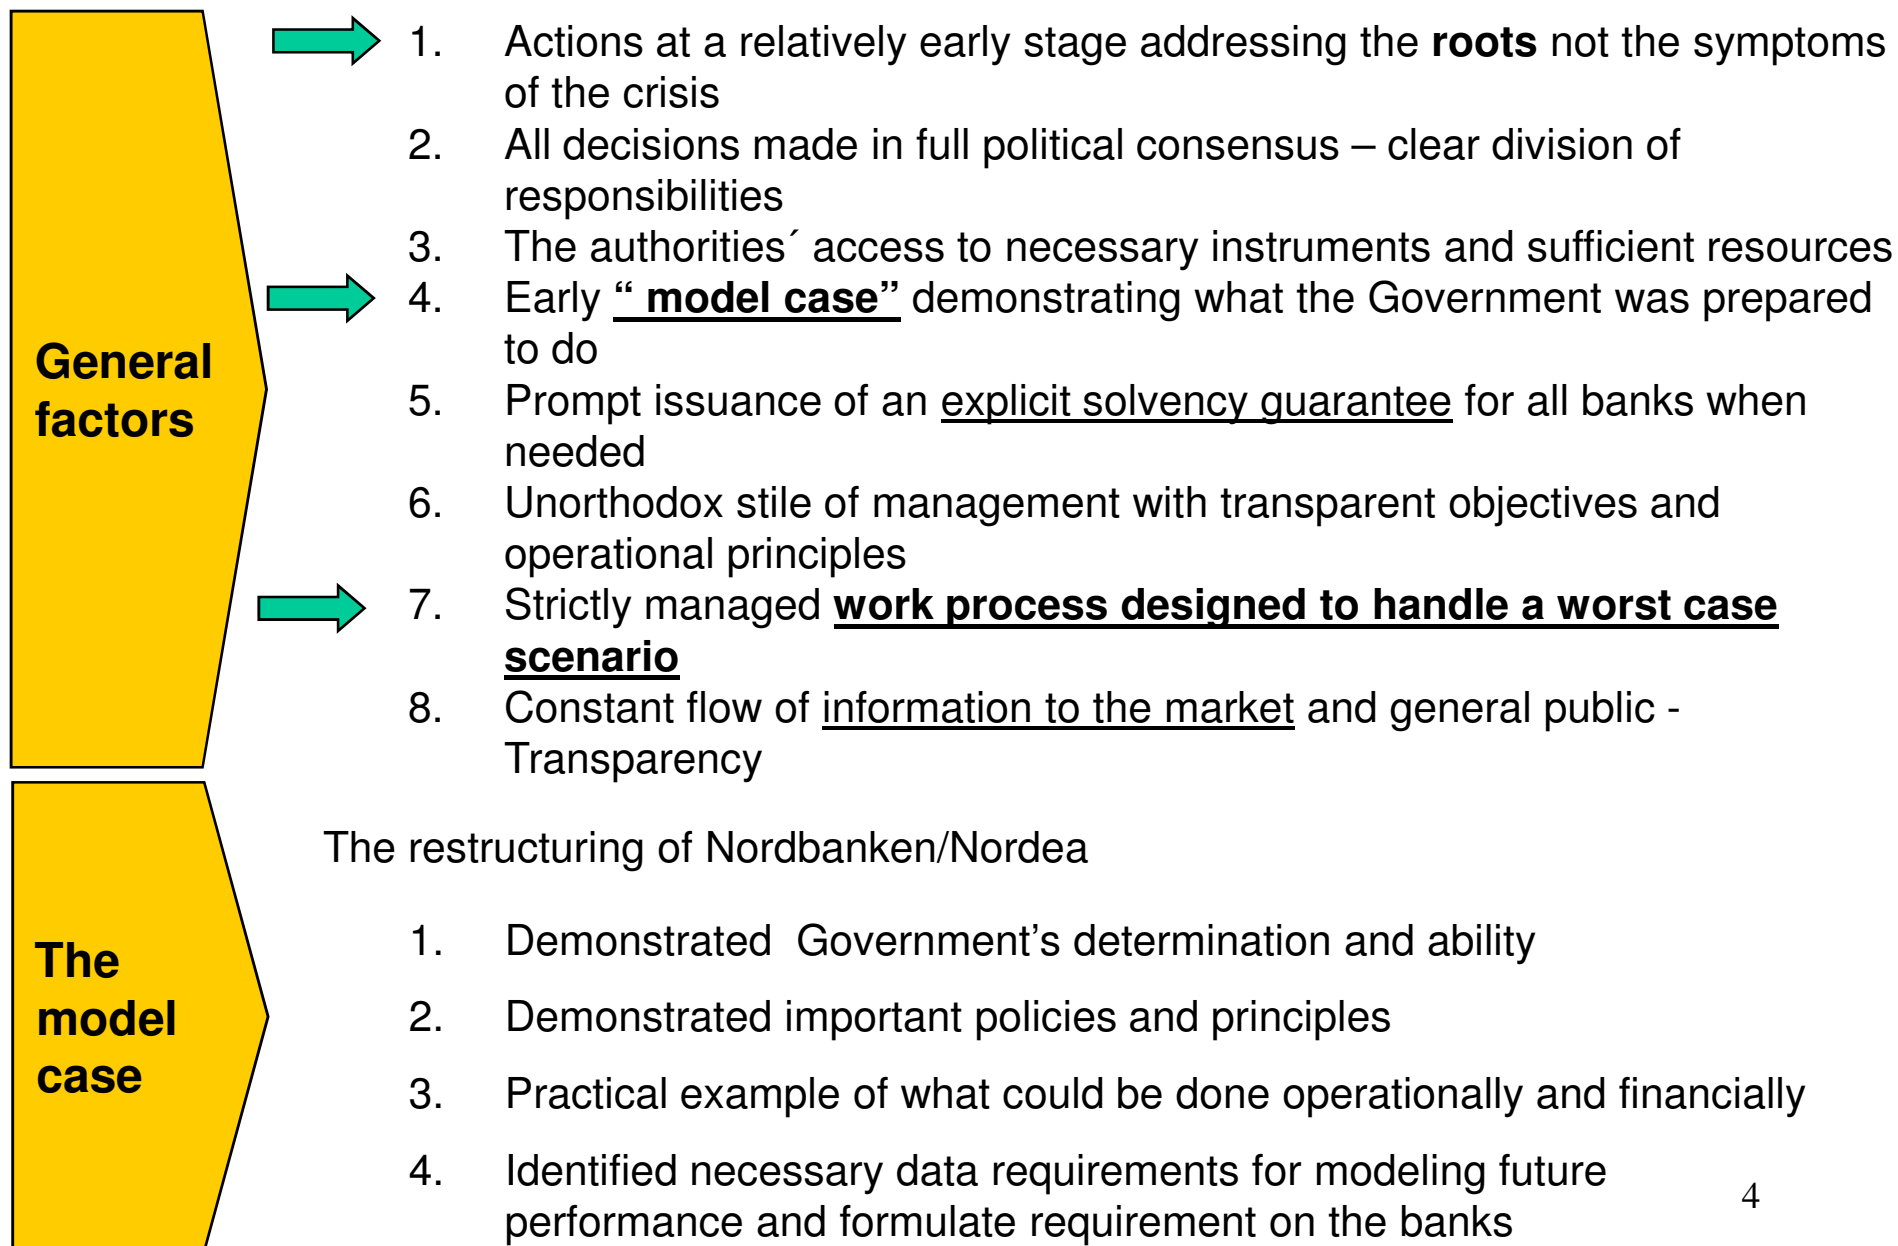 General
factors
1. Actions at a relatively early stage addressing the roots not the symptoms
of the crisis
2. All decisions made in full political consensus – clear division of
responsibilities
3. The authorities´ access to necessary instruments and sufficient resources
4. Early “ model case” demonstrating what the Government was prepared
to do
5. Prompt issuance of an explicit solvency guarantee for all banks when
needed
6. Unorthodox stile of management with transparent objectives and
operational principles
7. Strictly managed work process designed to handle a worst case
scenario
8. Constant flow of information to the market and general public -
Transparency
The
model
case
The restructuring of Nordbanken/Nordea
1. Demonstrated  Government’s determination and ability
2. Demonstrated important policies and principles
3. Practical example of what could be done operationally and financially
4. Identified necessary data requirements for modeling future
performance and formulate requirement on the banks
4